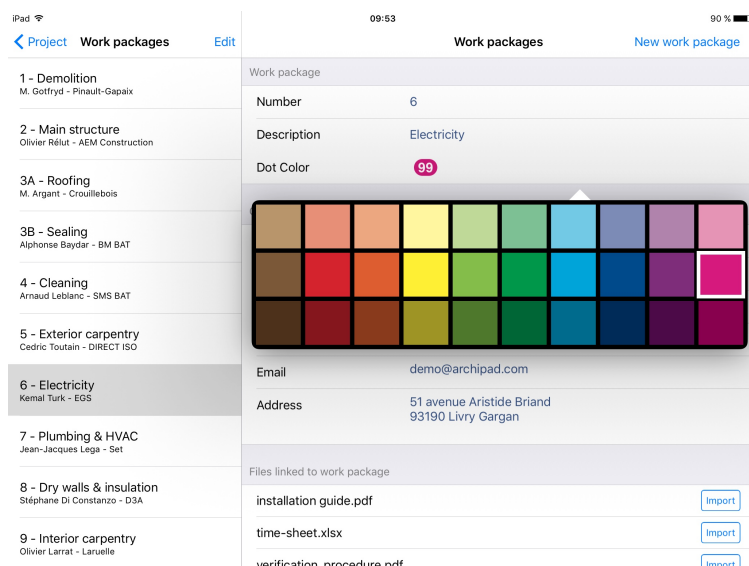 iPad 09:53 90 %
Project Work packages Edit
Work packages New work package
1 - Demolition
M. Gotfryd - Pinault-Gapaix
2 - Main structure
Olivier Rélut - AEM Construction
3A - Roofing
M. Argant - Crouillebois
3B - Sealing
Alphonse Baydar - BM BAT
4 - Cleaning
Arnaud Leblanc - SMS BAT
5 - Exterior carpentry
Cedric Toutain - DIRECT ISO
6 - Electricity
Kemal Turk - EGS
7 - Plumbing & HVAC
Jean-Jacques Lega - Set
8 - Dry walls & insulation
Stéphane Di Constanzo - D3A
9 - Interior carpentry
Olivier Larrat - Laruelle
Work package
Number 6
Description Electricity
Dot Color 99
Email demo@archipad.com
Address 51 avenue Aristide Briand
93190 Livry Gargan
Files linked to work package
installation guide.pdf Import
time-sheet.xlsx Import
verification_procedure.pdf Import